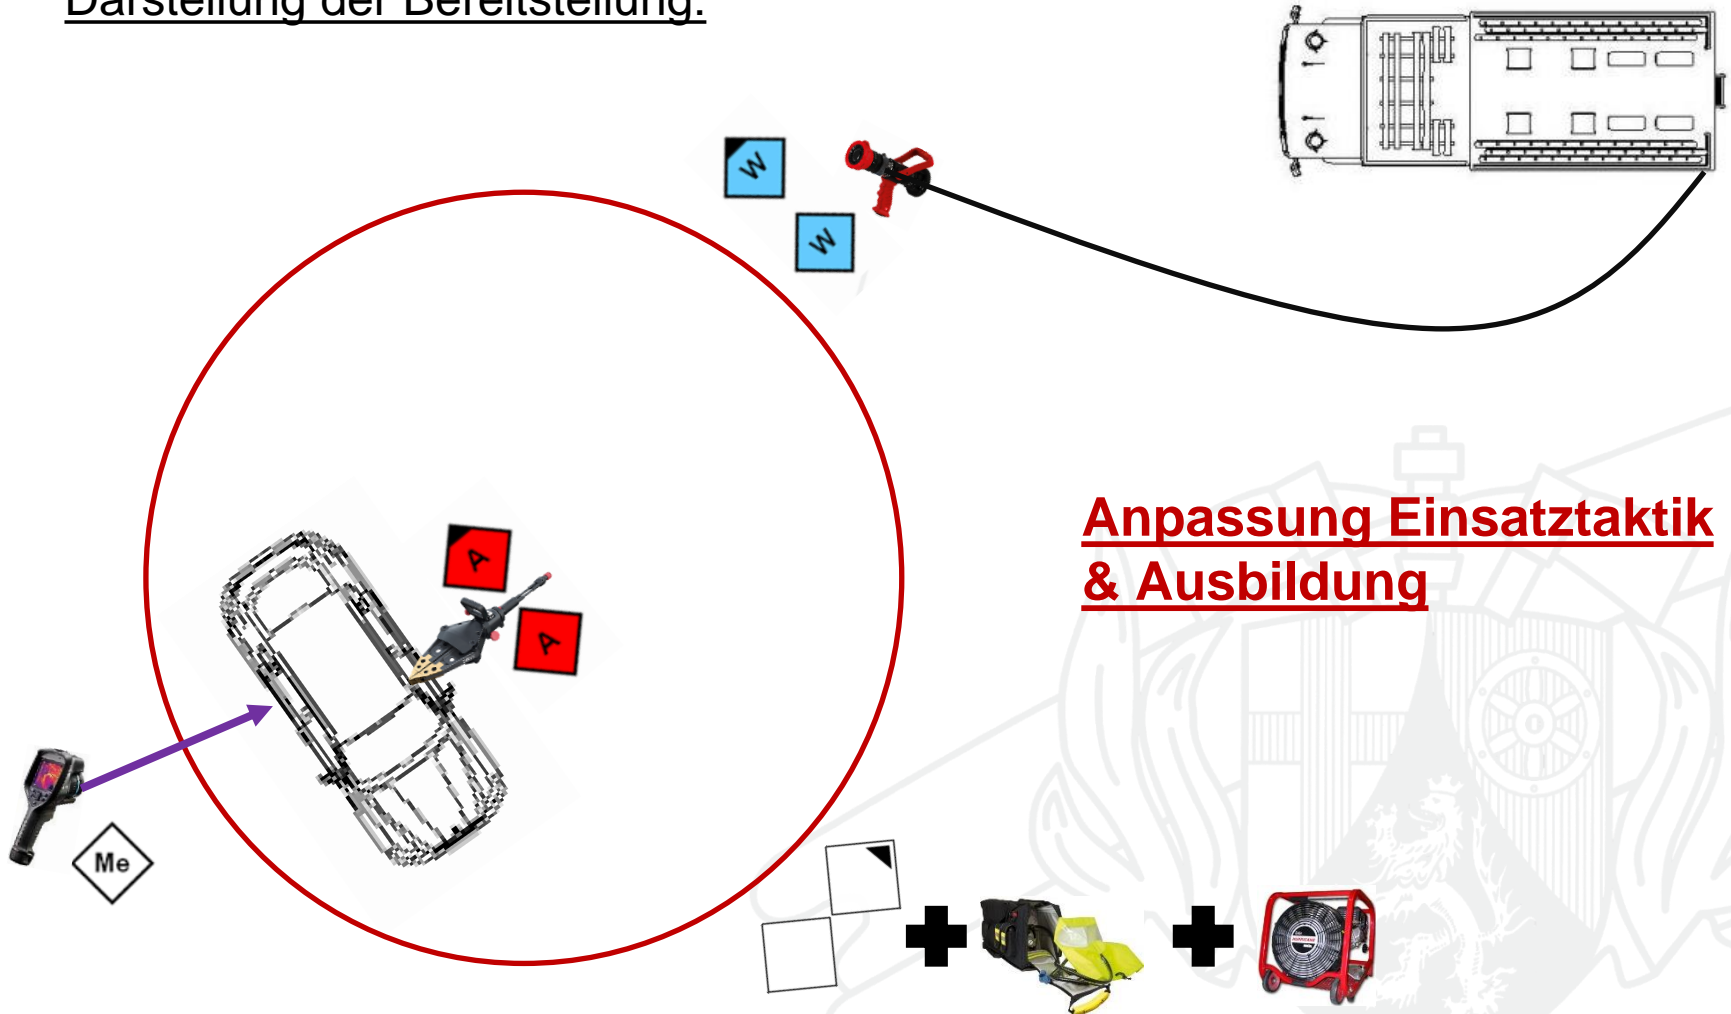 Darstellung der Bereitstellung:
W
W
Anpassung Einsatztaktik
& Ausbildung
A
A
Me